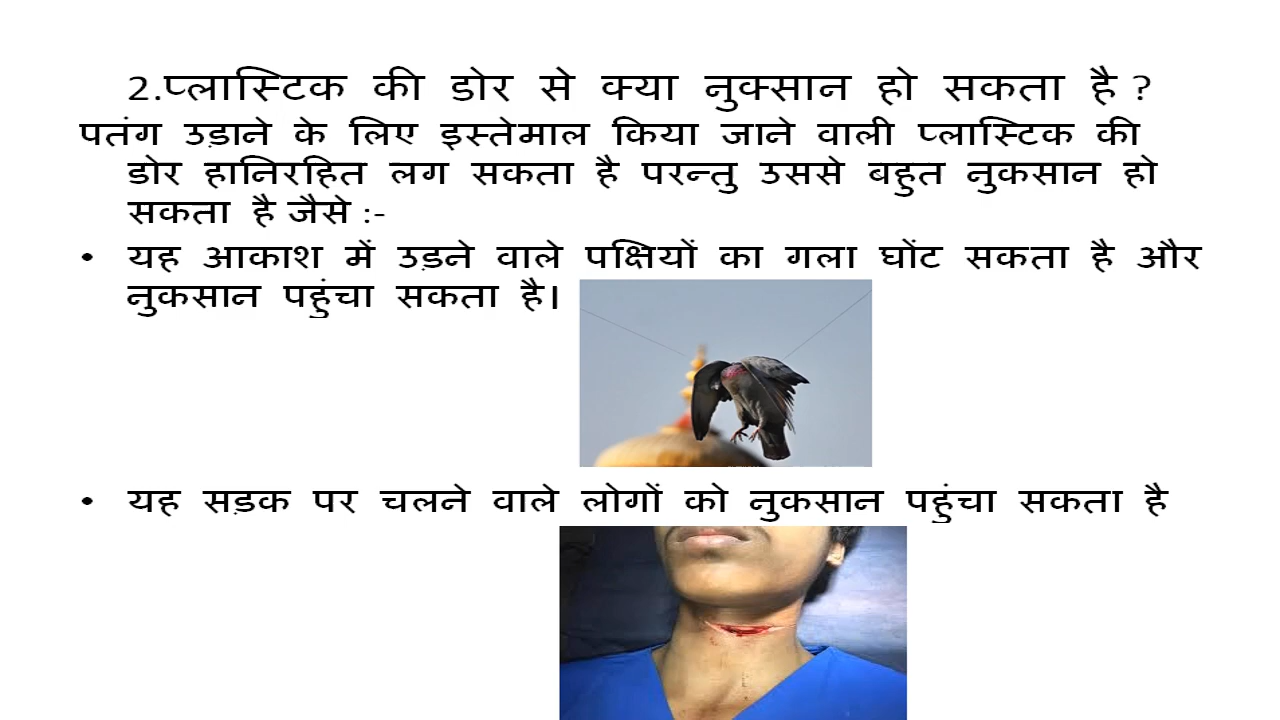 2.प्लास्टिक की डोर से क्या नुक्सान हो सकता है ?
पतंग उड़ाने के लिए इस्तेमाल किया जाने वाली प्लास्टिक की
डोर हानिरहित लग सकता है परन्तु उससे बहुत नुकसान हो
सकता है जैसे :-
• यह आकाश में उड़ने वाले पक्षियों का गला घोंट सकता है और
नुकसान पहुंचा सकता है।
• यह सड़क पर चलने वाले लोगों को नुकसान पहुंचा सकता है